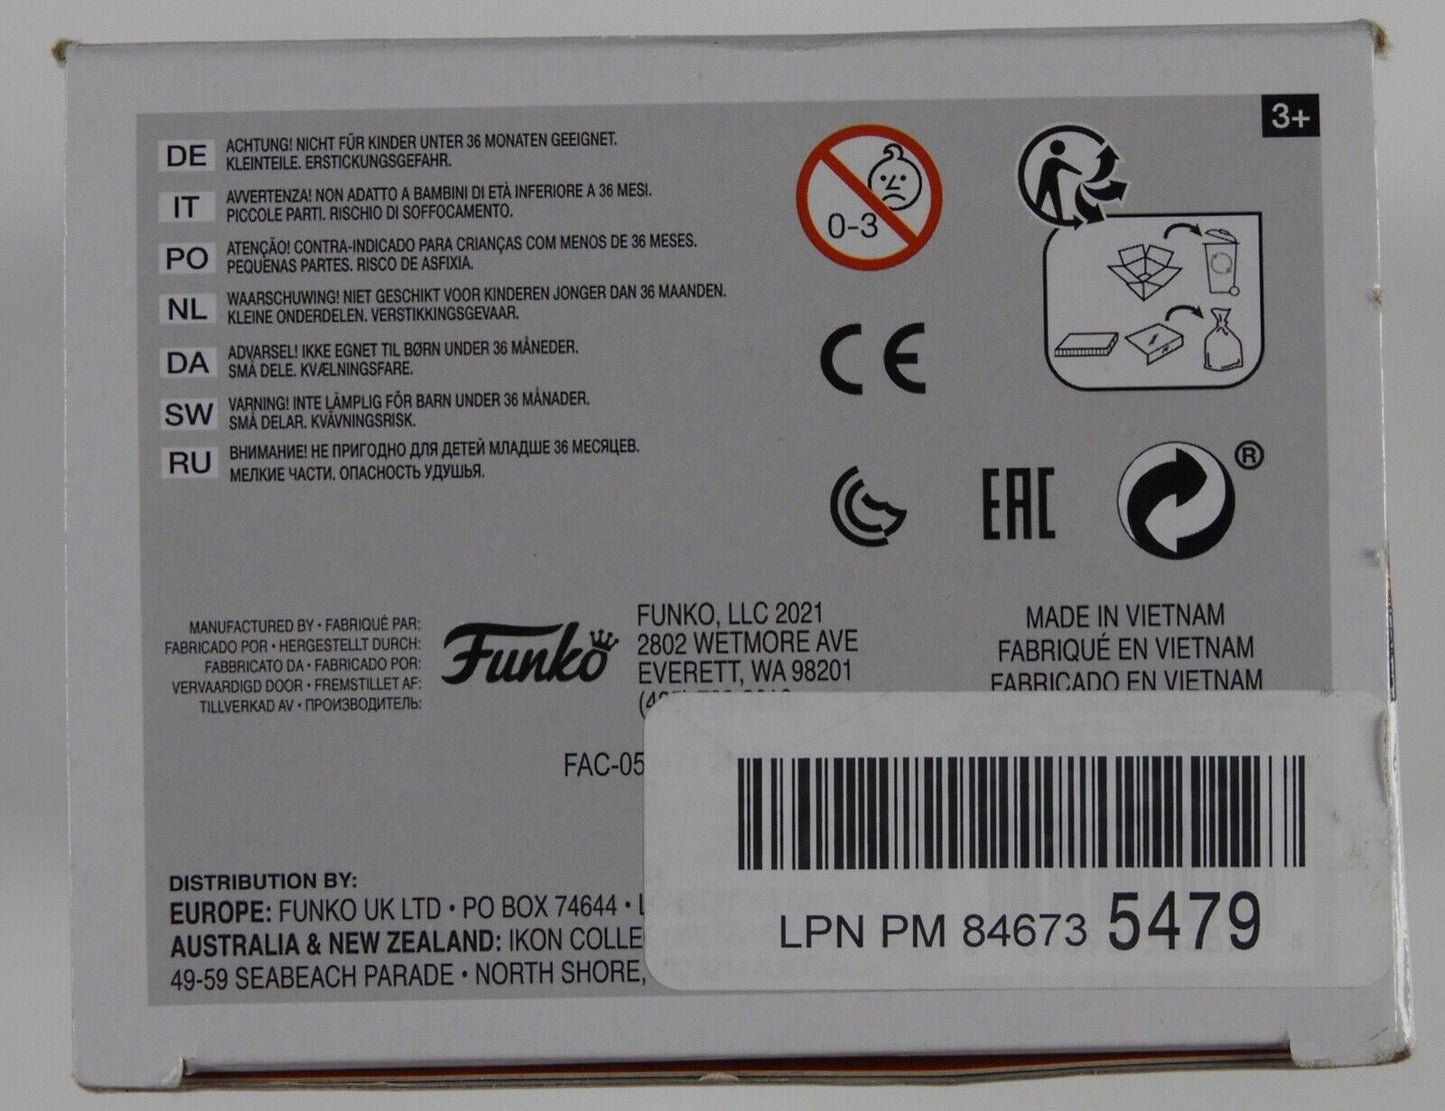 3+
DE ACHTUNG! NICHT FÜR KINDER UNTER 36 MONATEN GEEIGNET.
KLEINTEILE. ERSTICKUNGSGEFAHR.
IT AVVERTENZA! NON ADATTO A BAMBINI DI ETÀ INFERIORE A 36 MESI.
PICCOLE PARTI. RISCHIO DI SOFFOCAMENTO.
PO ATENÇÃO! CONTRA-INDICADO PARA CRIANÇAS COM MENOS DE 36 MESES.
PEQUENAS PARTES. RISCO DE ASFIXIA.
NL WAARSCHUWING! NIET GESCHIKT VOOR KINDEREN JONGER DAN 36 MAANDEN.
KLEINE ONDERDELEN. VERSTIKKINGSGEVAAR.
DA ADVARSEL! IKKE EGNET TIL BØRN UNDER 36 MÅNEDER.
SMÅ DELE. KVÆLNINGSFARE.
SW VARNING! INTE LÄMPLIG FÖR BARN UNDER 36 MÅNADER.
SMÅ DELAR. KVÄVNINGSRISK.
RU ВНИМАНИЕ! НЕ ПРИГОДНО ДЛЯ ДЕТЕЙ МЛАДШЕ 36 МЕСЯЦЕВ.
МЕЛКИЕ ЧАСТИ. ОПАСНОСТЬ УДУШЬЯ.
0-3
CE
EAC
®
MANUFACTURED BY • FABRIQUÉ PAR:
FABRICADO POR • HERGESTELLT DURCH:
FABBRICATO DA • FABRICADO POR:
VERVAARDIGD DOOR • FREMSTILLET AF:
TILLVERKAD AV • ПРОИЗВОДИТЕЛЬ:
Funko
FUNKO, LLC 2021
2802 WETMORE AVE
EVERETT, WA 98201
MADE IN VIETNAM
FABRIQUÉ EN VIETNAM
FABRICADO EN VIETNAM
FAC-05
DISTRIBUTION BY:
EUROPE: FUNKO UK LTD • PO BOX 74644 • L
AUSTRALIA & NEW ZEALAND: IKON COLLE
49-59 SEABEACH PARADE • NORTH SHORE,
LPN PM 84673 5479